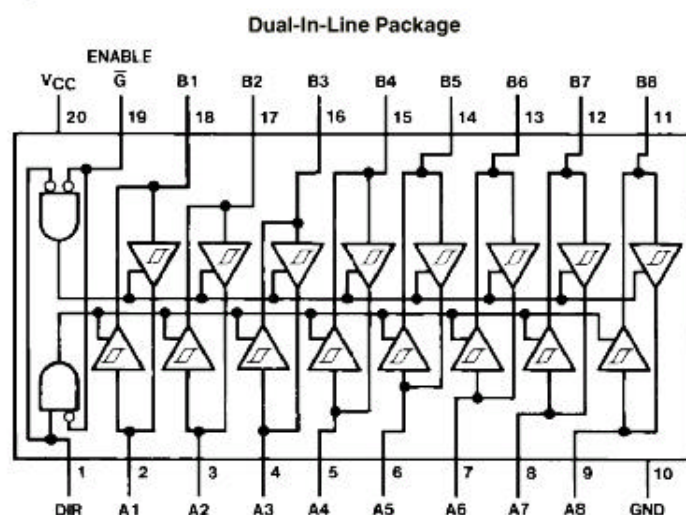 Dual-In-Line Package
ENABLE
VCC G̅ B1 B2 B3 B4 B5 B6 B7 B8
20 19 18 17 16 15 14 13 12 11
1 2 3 4 5 6 7 8 9 10
DIR A1 A2 A3 A4 A5 A6 A7 A8 GND